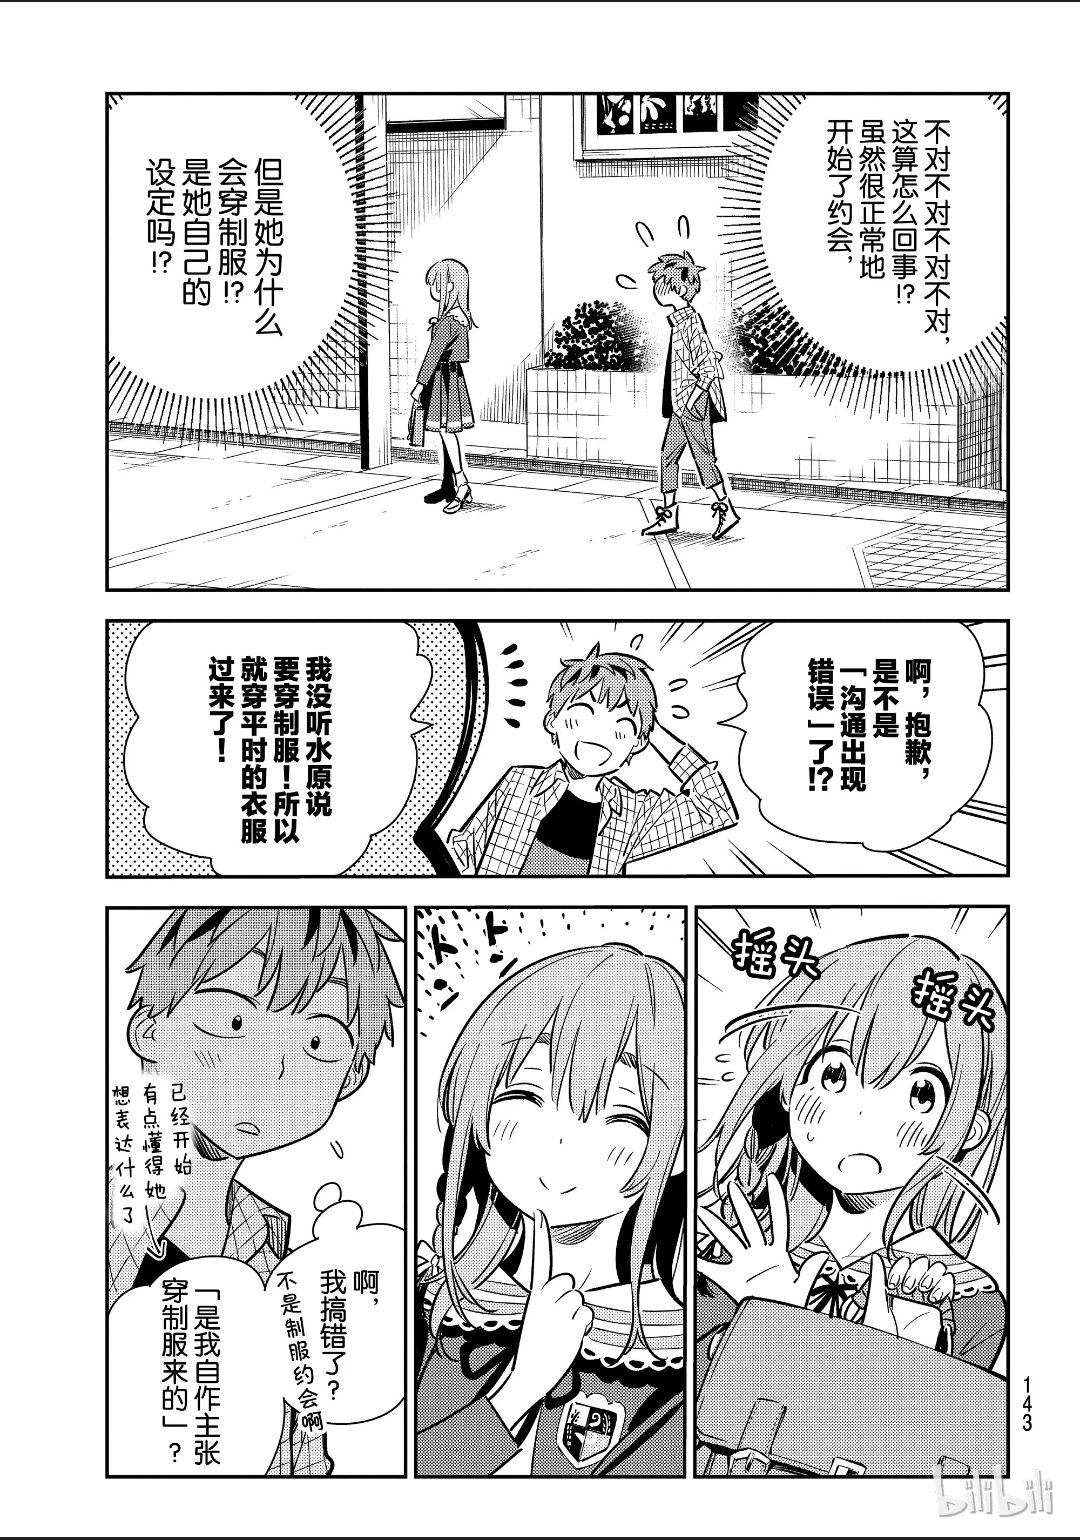 不对不对不对不对，
这算怎么回事!?
虽然很正常地
开始了约会，
但是她为什么
会穿制服!?
是她自己的
设定吗!?
啊，抱歉，
是不是
「沟通出现
错误」了!?
我没听水原说
要穿制服！所以
就穿平时的衣服
过来了！
摇头
摇头
トントン
啊，
我搞错了？
不是制服约会啊
「是我自作主张
穿制服来的」？
已经开始
有点懂得她
想表达什么了
143
bilibili